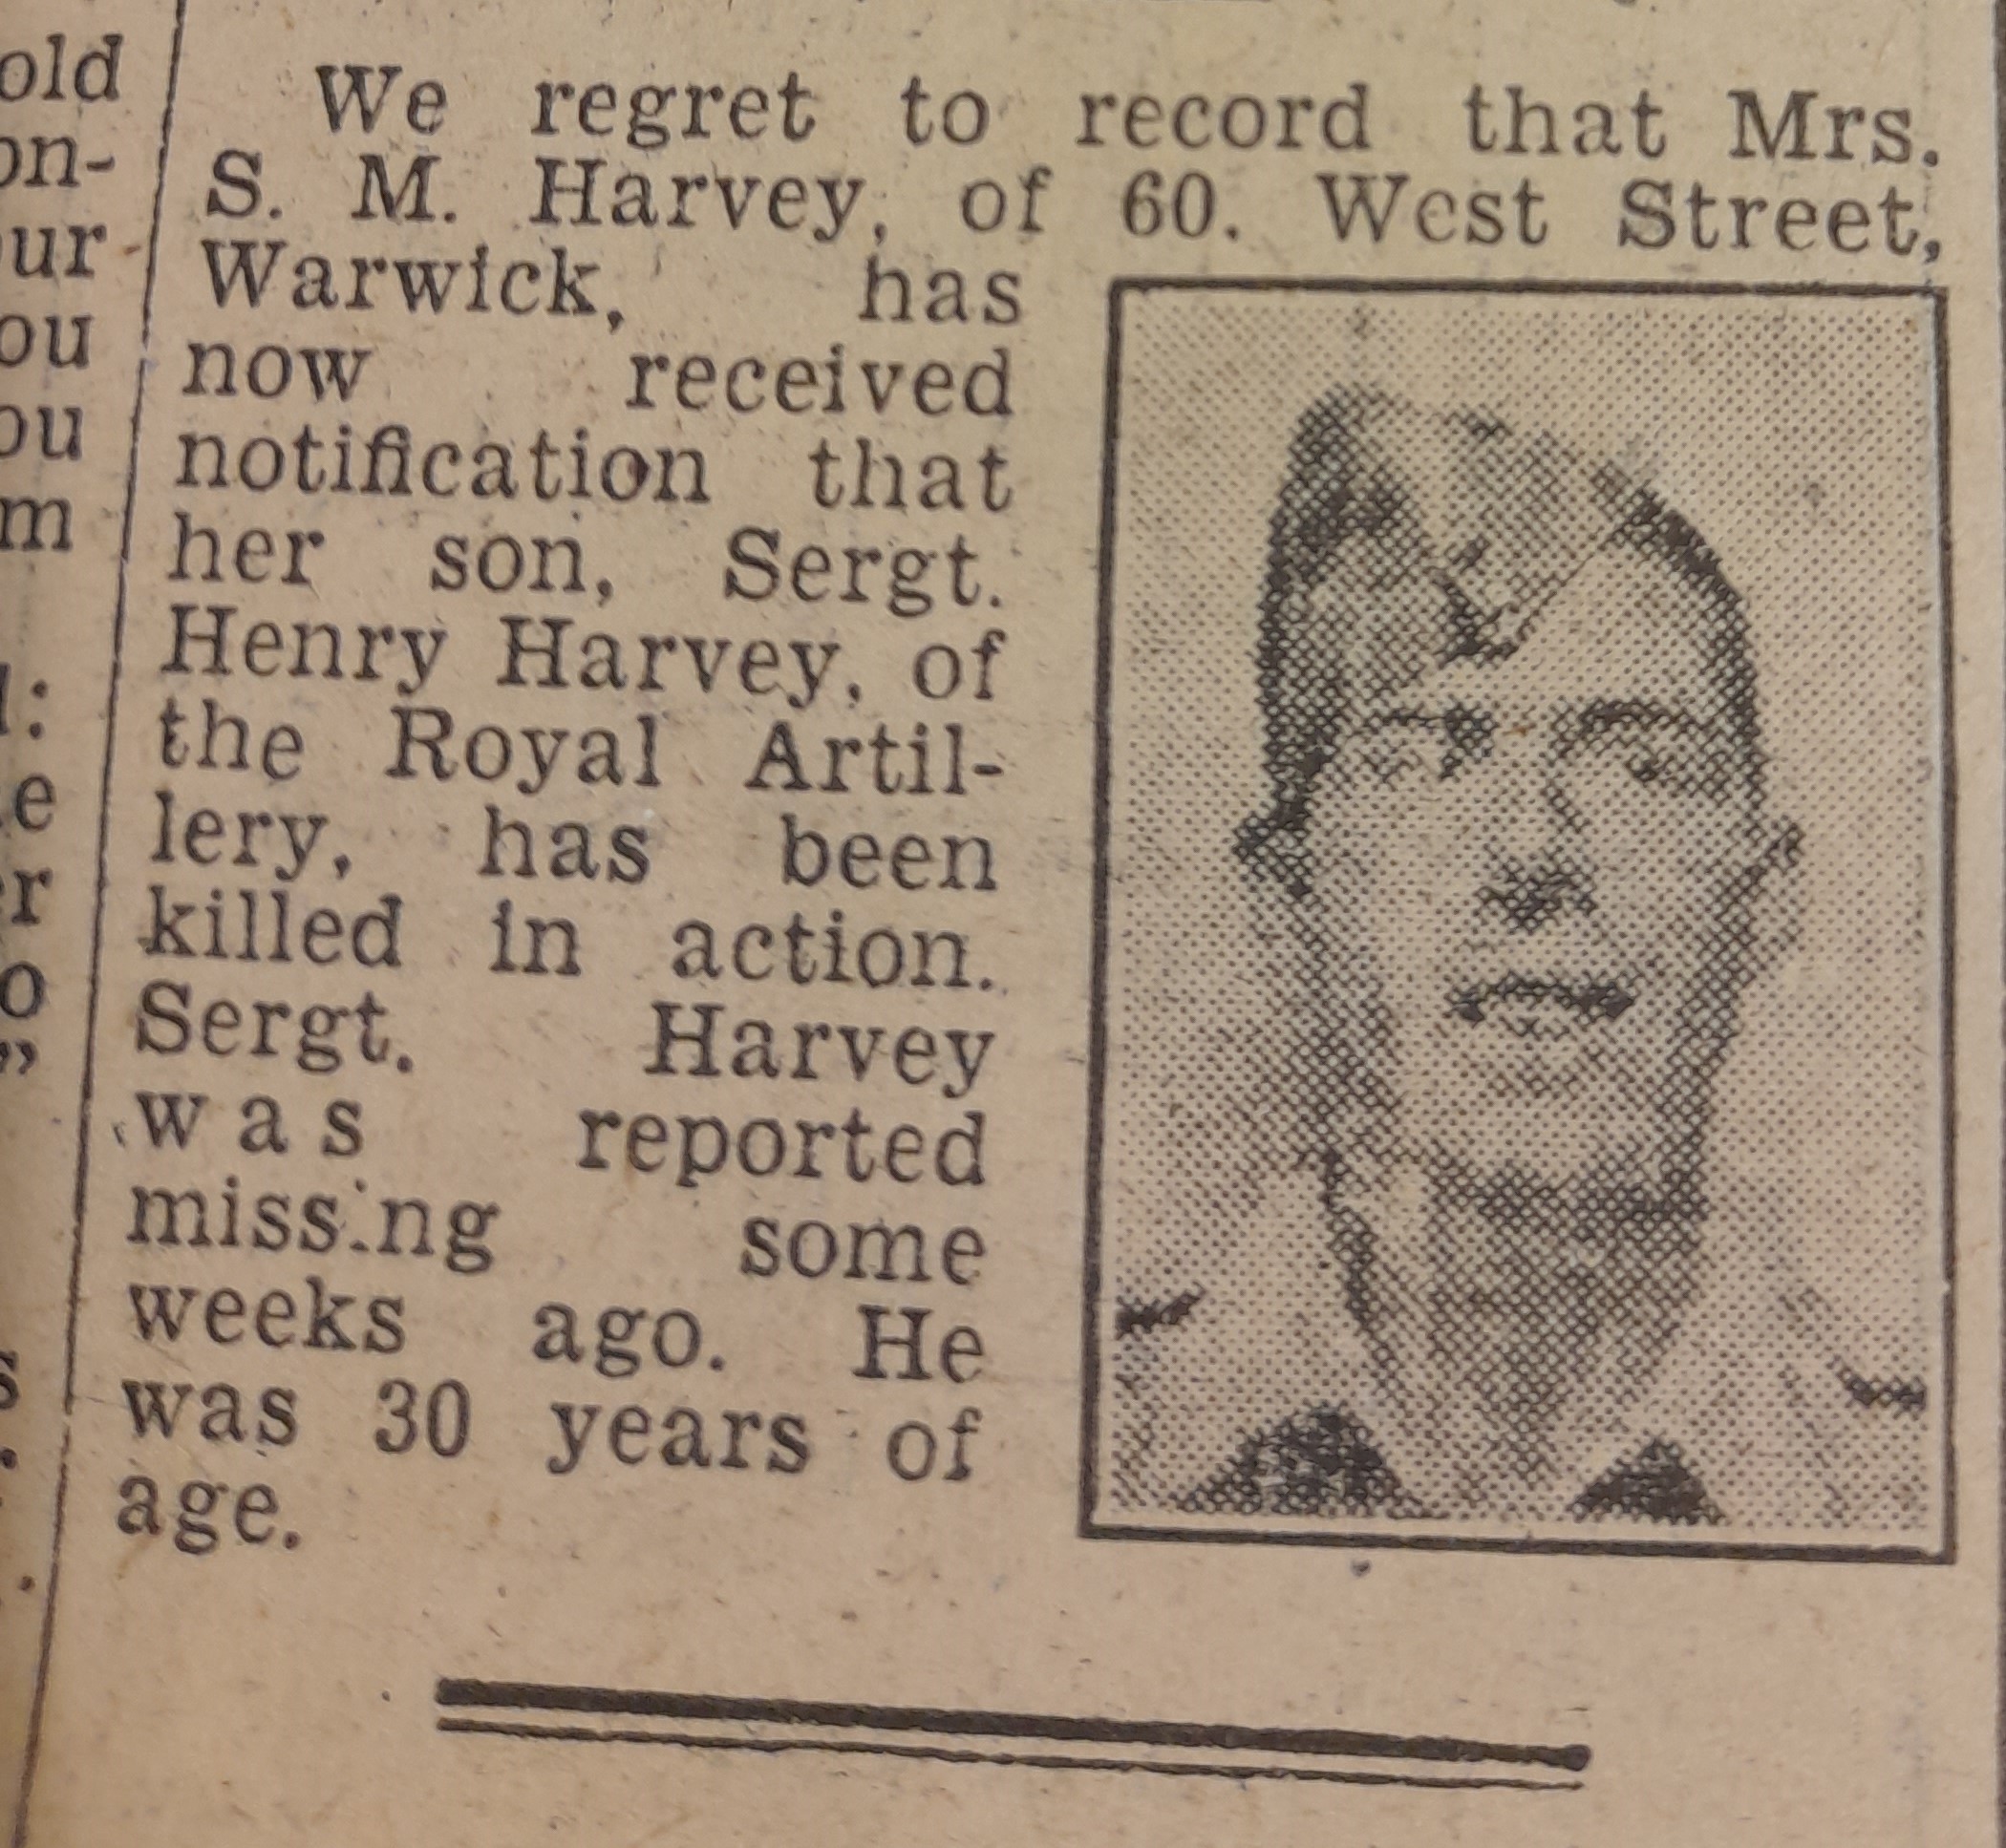 We regret to record that Mrs.
S. M. Harvey, of 60. West Street,
Warwick, has
now received
notification that
her son, Sergt.
Henry Harvey, of
the Royal Artil-
lery, has been
killed in action.
Sergt. Harvey
was reported
missing some
weeks ago. He
was 30 years of
age.